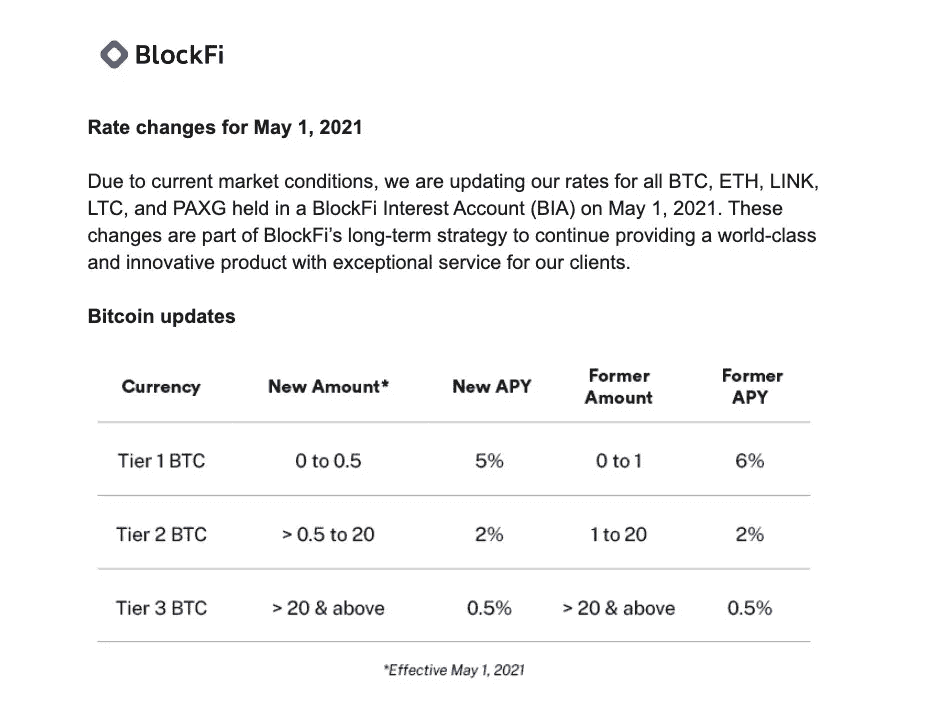 BlockFi
Rate changes for May 1, 2021
Due to current market conditions, we are updating our rates for all BTC, ETH, LINK,
LTC, and PAXG held in a BlockFi Interest Account (BIA) on May 1, 2021. These
changes are part of BlockFi’s long-term strategy to continue providing a world-class
and innovative product with exceptional service for our clients.
Bitcoin updates
Currency New Amount* New APY Former Amount Former APY
Tier 1 BTC 0 to 0.5 5% 0 to 1 6%
Tier 2 BTC > 0.5 to 20 2% 1 to 20 2%
Tier 3 BTC > 20 & above 0.5% > 20 & above 0.5%
*Effective May 1, 2021